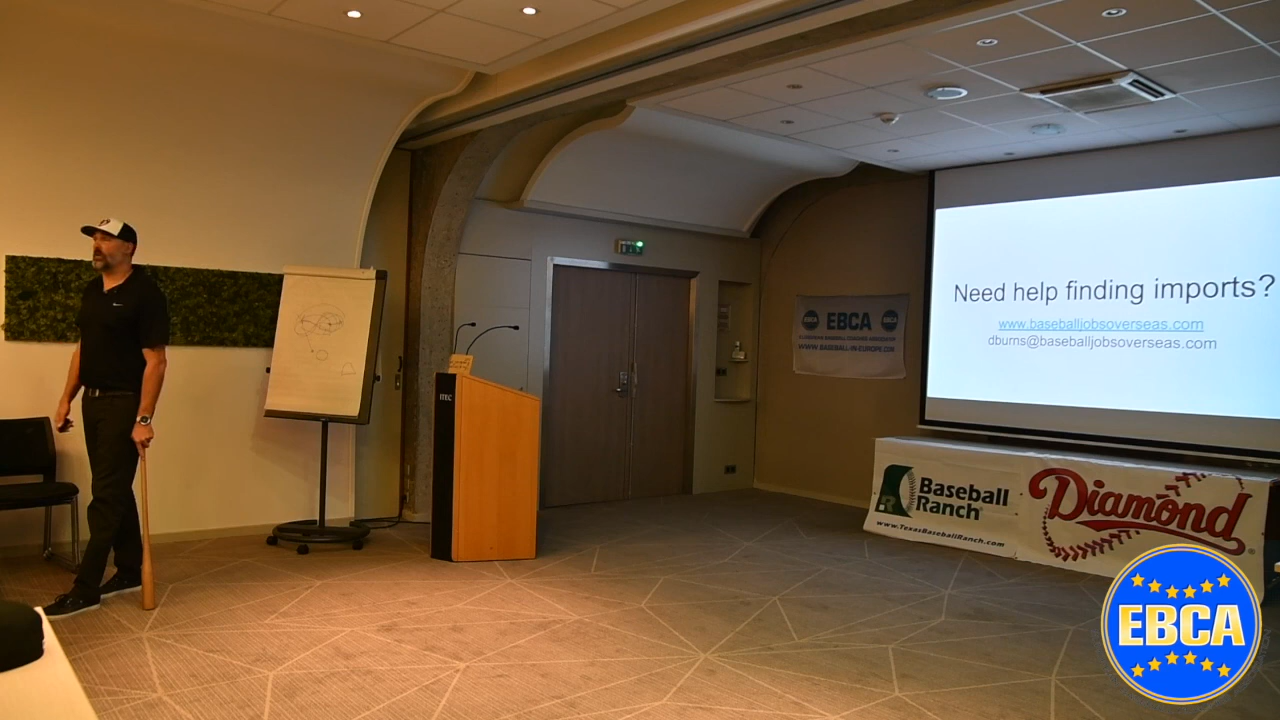 Need help finding imports?
www.baseballjobsoverseas.com
dburns@baseballjobsoverseas.com
EBCA
WWW.BASEBALL-IN-EUROPE.COM
Baseball
Ranch
www.TexasBaseballRanch.com
Diamond
EBCA